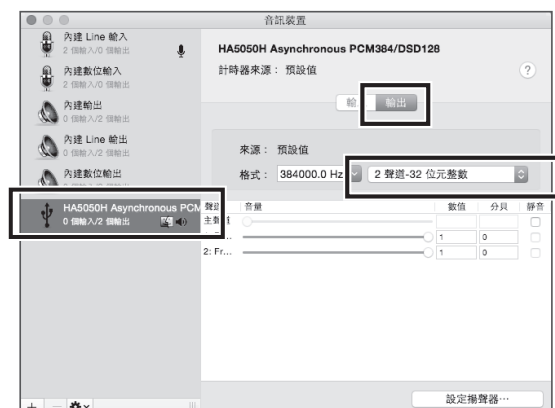 音訊裝置
內建 Line 輸入
2 個輸入/0 個輸出
內建數位輸入
2 個輸入/0 個輸出
內建輸出
0 個輸入/2 個輸出
內建 Line 輸出
0 個輸入/2 個輸出
內建數位輸出
HA5050H Asynchronous PCM
0 個輸入/2 個輸出
HA5050H Asynchronous PCM384/DSD128
計時器來源： 預設值
?
輸出
來源： 預設值
格式： 384000.0 Hz 2 聲道-32 位元整數
音量 數值 分貝 靜音
1 0
2: Fr... 1 0
設定揚聲器…